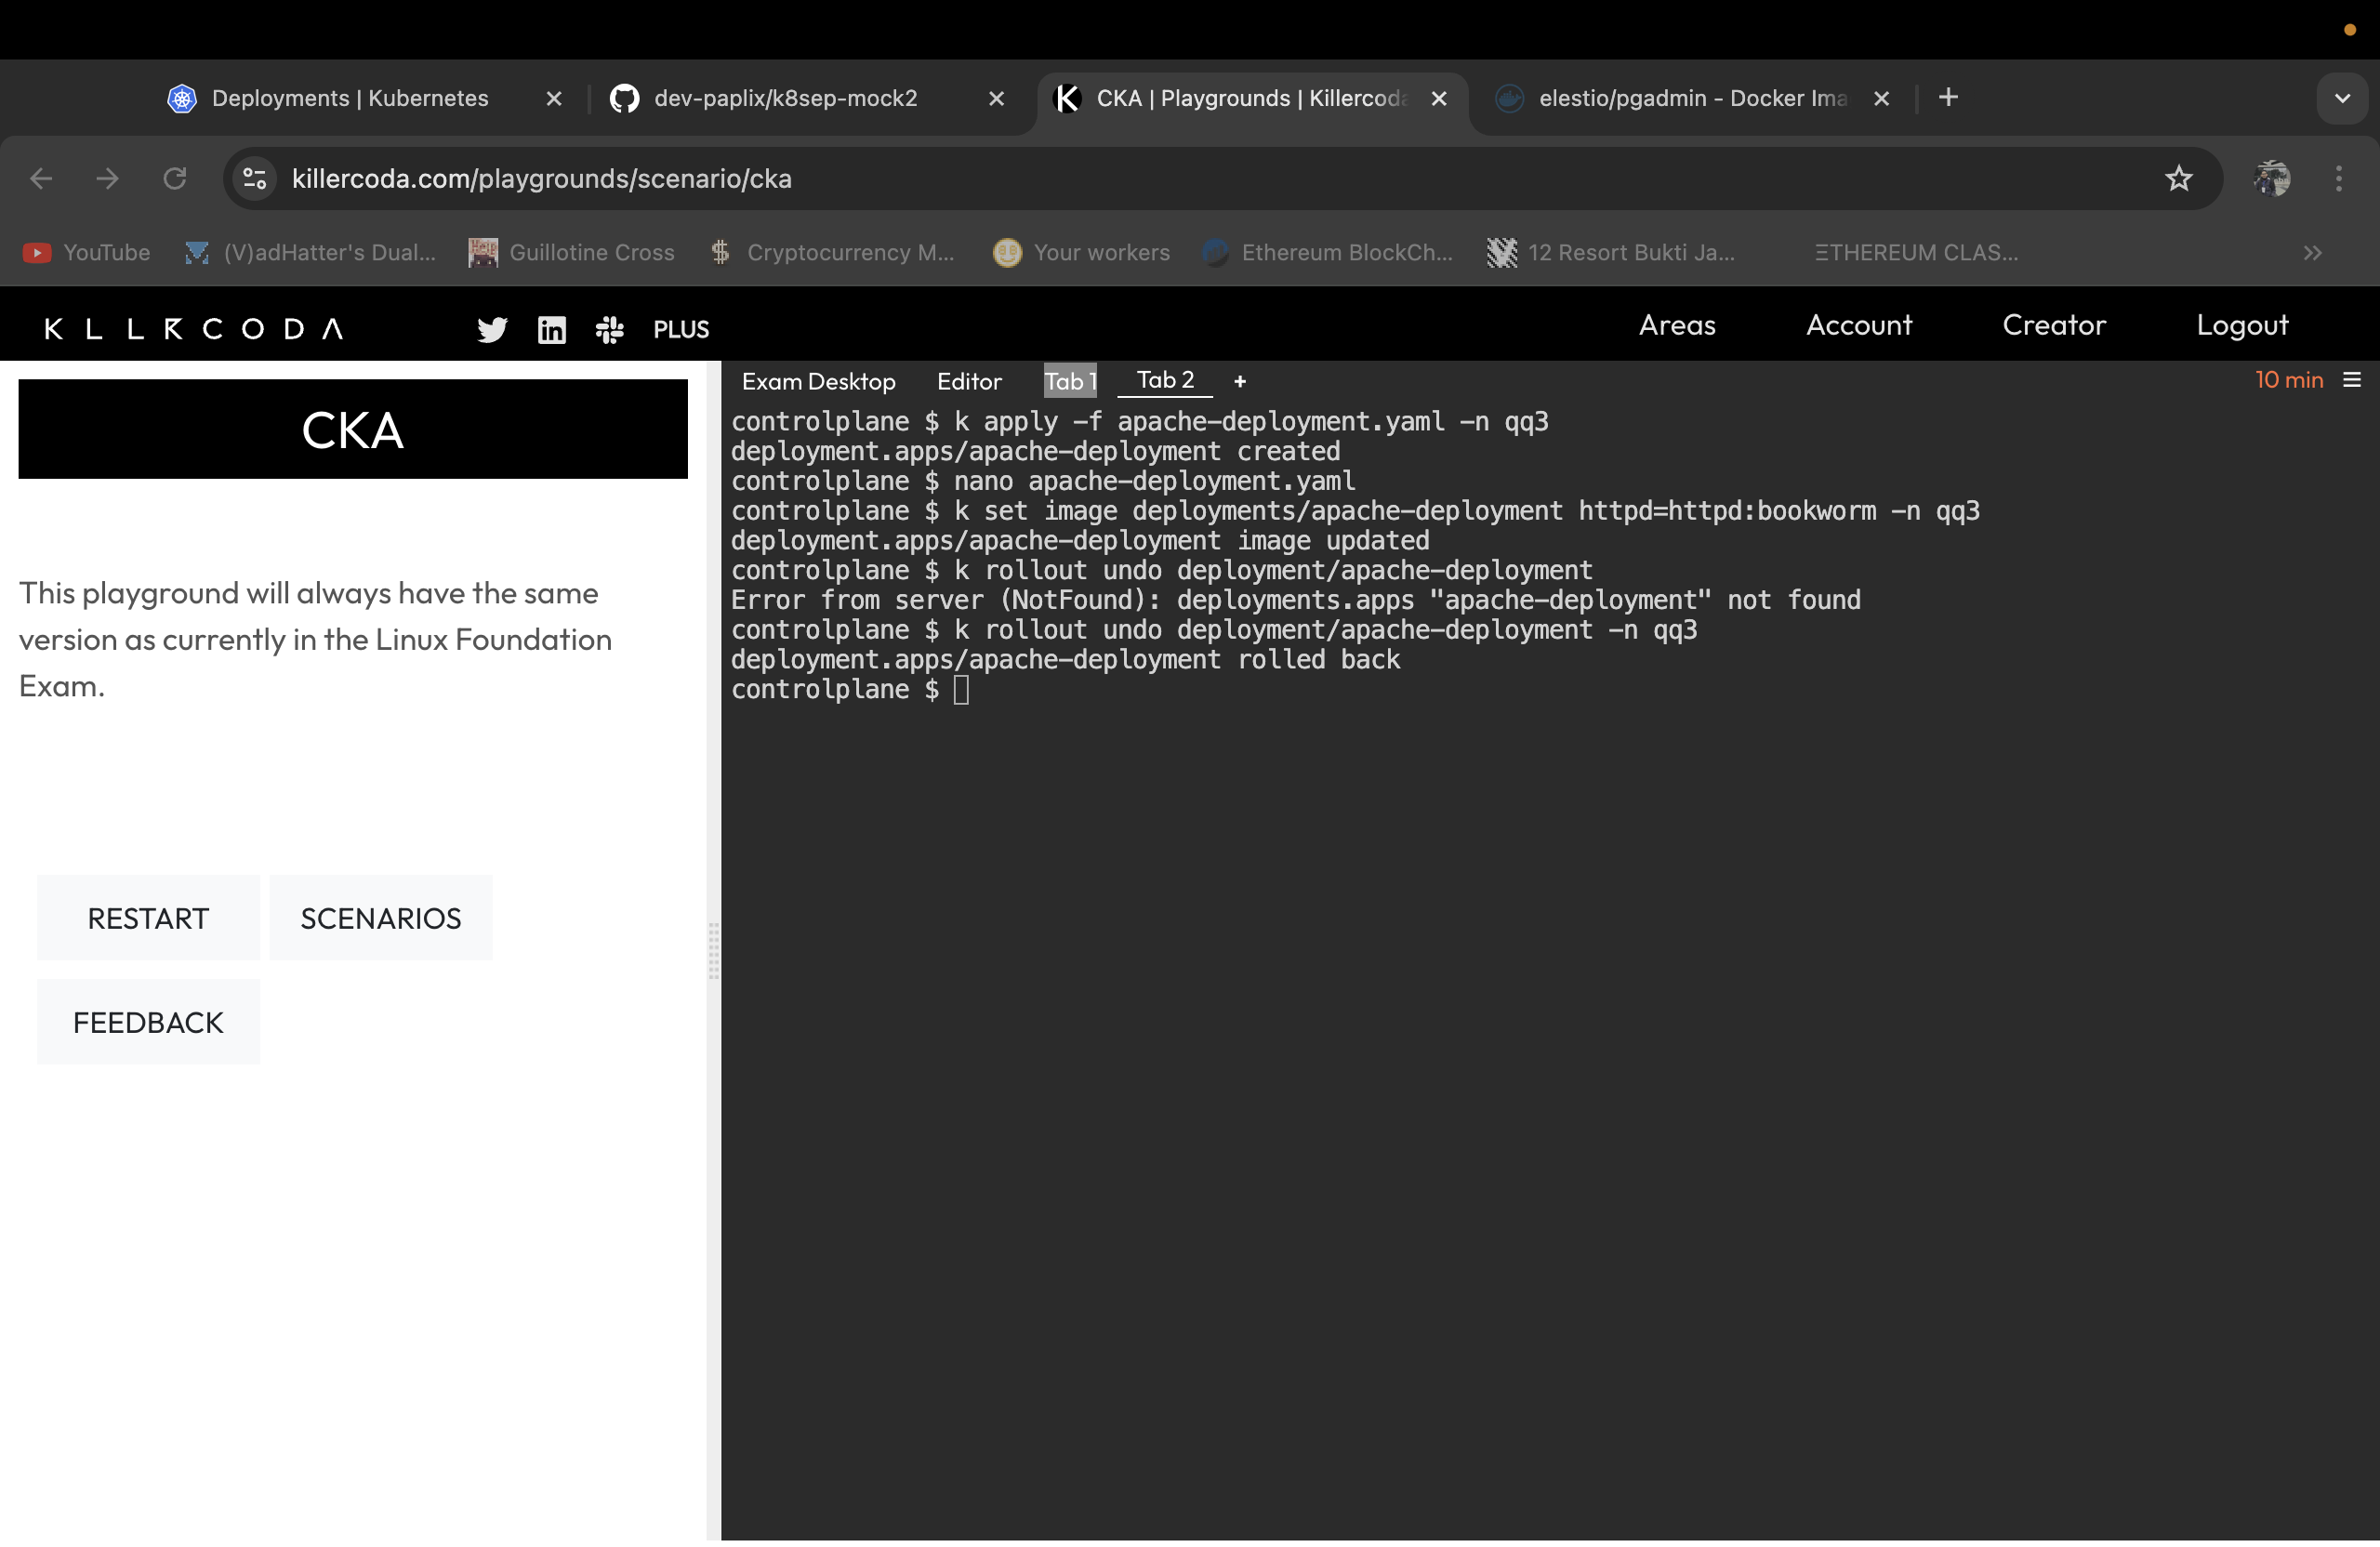 Deployments | Kubernetes
dev-paplix/k8sep-mock2
CKA | Playgrounds | Killercoda
elestio/pgadmin - Docker Ima
killercoda.com/playgrounds/scenario/cka
YouTube
(V)adHatter's Dual...
Guillotine Cross
Cryptocurrency M...
Your workers
Ethereum BlockCh...
12 Resort Bukti Ja...
ΞTHEREUM CLAS...
KLLRCODA
PLUS
Areas
Account
Creator
Logout
CKA
This playground will always have the same
version as currently in the Linux Foundation
Exam.
RESTART
SCENARIOS
FEEDBACK
Exam Desktop
Editor
Tab 1
Tab 2
+
10 min
controlplane $ k apply -f apache-deployment.yaml -n qq3
deployment.apps/apache-deployment created
controlplane $ nano apache-deployment.yaml
controlplane $ k set image deployments/apache-deployment httpd=httpd:bookworm -n qq3
deployment.apps/apache-deployment image updated
controlplane $ k rollout undo deployment/apache-deployment
Error from server (NotFound): deployments.apps "apache-deployment" not found
controlplane $ k rollout undo deployment/apache-deployment -n qq3
deployment.apps/apache-deployment rolled back
controlplane $